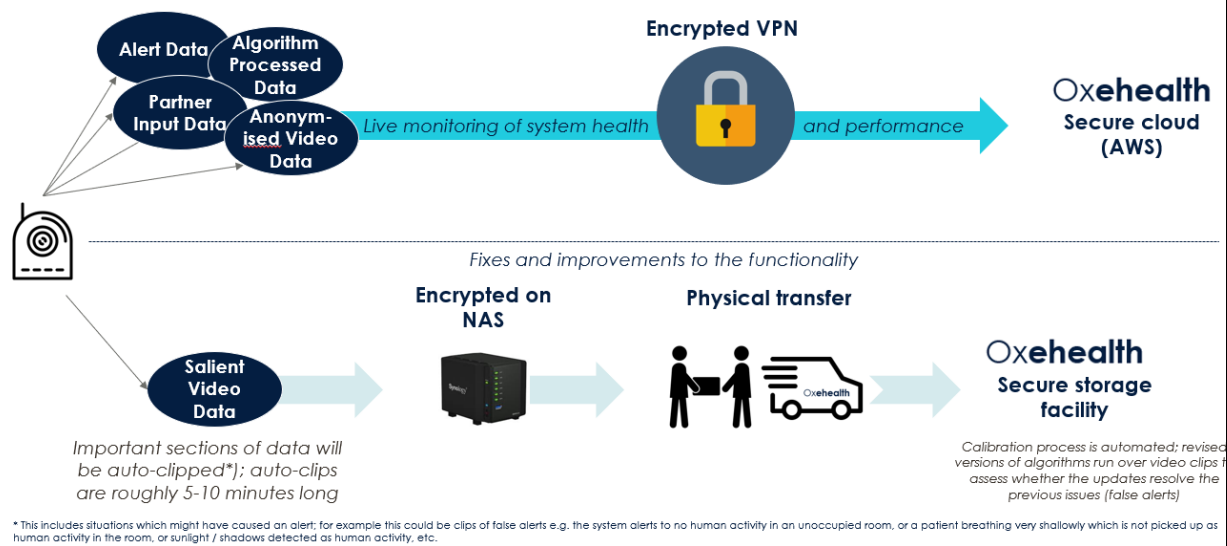 Encrypted VPN
Alert Data
Algorithm
Processed
Data
Partner
Input Data
Anonym-
ised Video
Data
Live monitoring of system health
and performance
Oxehealth
Secure cloud
(AWS)
Fixes and improvements to the functionality
Encrypted on
NAS
Physical transfer
Salient
Video
Data
Synology
Oxehealth
Oxehealth
Secure storage
facility
Important sections of data will
be auto-clipped*); auto-clips
are roughly 5-10 minutes long
Calibration process is automated; revised
versions of algorithms run over video clips t
assess whether the updates resolve the
previous issues (false alerts)
* This includes situations which might have caused an alert; for example this could be clips of false alerts e.g. the system alerts to no human activity in an unoccupied room, or a patient breathing very shallowly which is not picked up as
human activity in the room, or sunlight / shadows detected as human activity, etc.